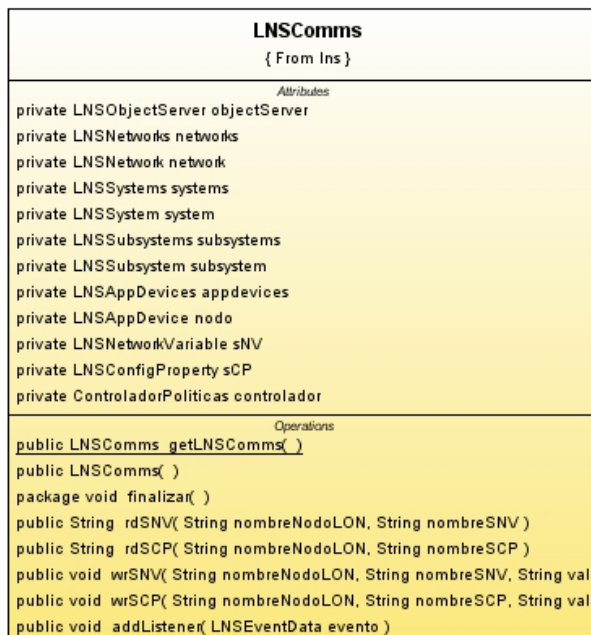 LNSComms
{ From lns }
Attributes
private LNSObjectServer objectServer
private LNSNetworks networks
private LNSNetwork network
private LNSSystems systems
private LNSSystem system
private LNSSubsystems subsystems
private LNSSubsystem subsystem
private LNSAppDevices appdevices
private LNSAppDevice nodo
private LNSNetworkVariable sNV
private LNSConfigProperty sCP
private ControladorPoliticas controlador
Operations
public LNSComms getLNSComms( )
public LNSComms( )
package void finalizar( )
public String rdSNV( String nombreNodoLON, String nombreSNV )
public String rdSCP( String nombreNodoLON, String nombreSCP )
public void wrSNV( String nombreNodoLON, String nombreSNV, String val
public void wrSCP( String nombreNodoLON, String nombreSCP, String val
public void addListener( LNSEventData evento )